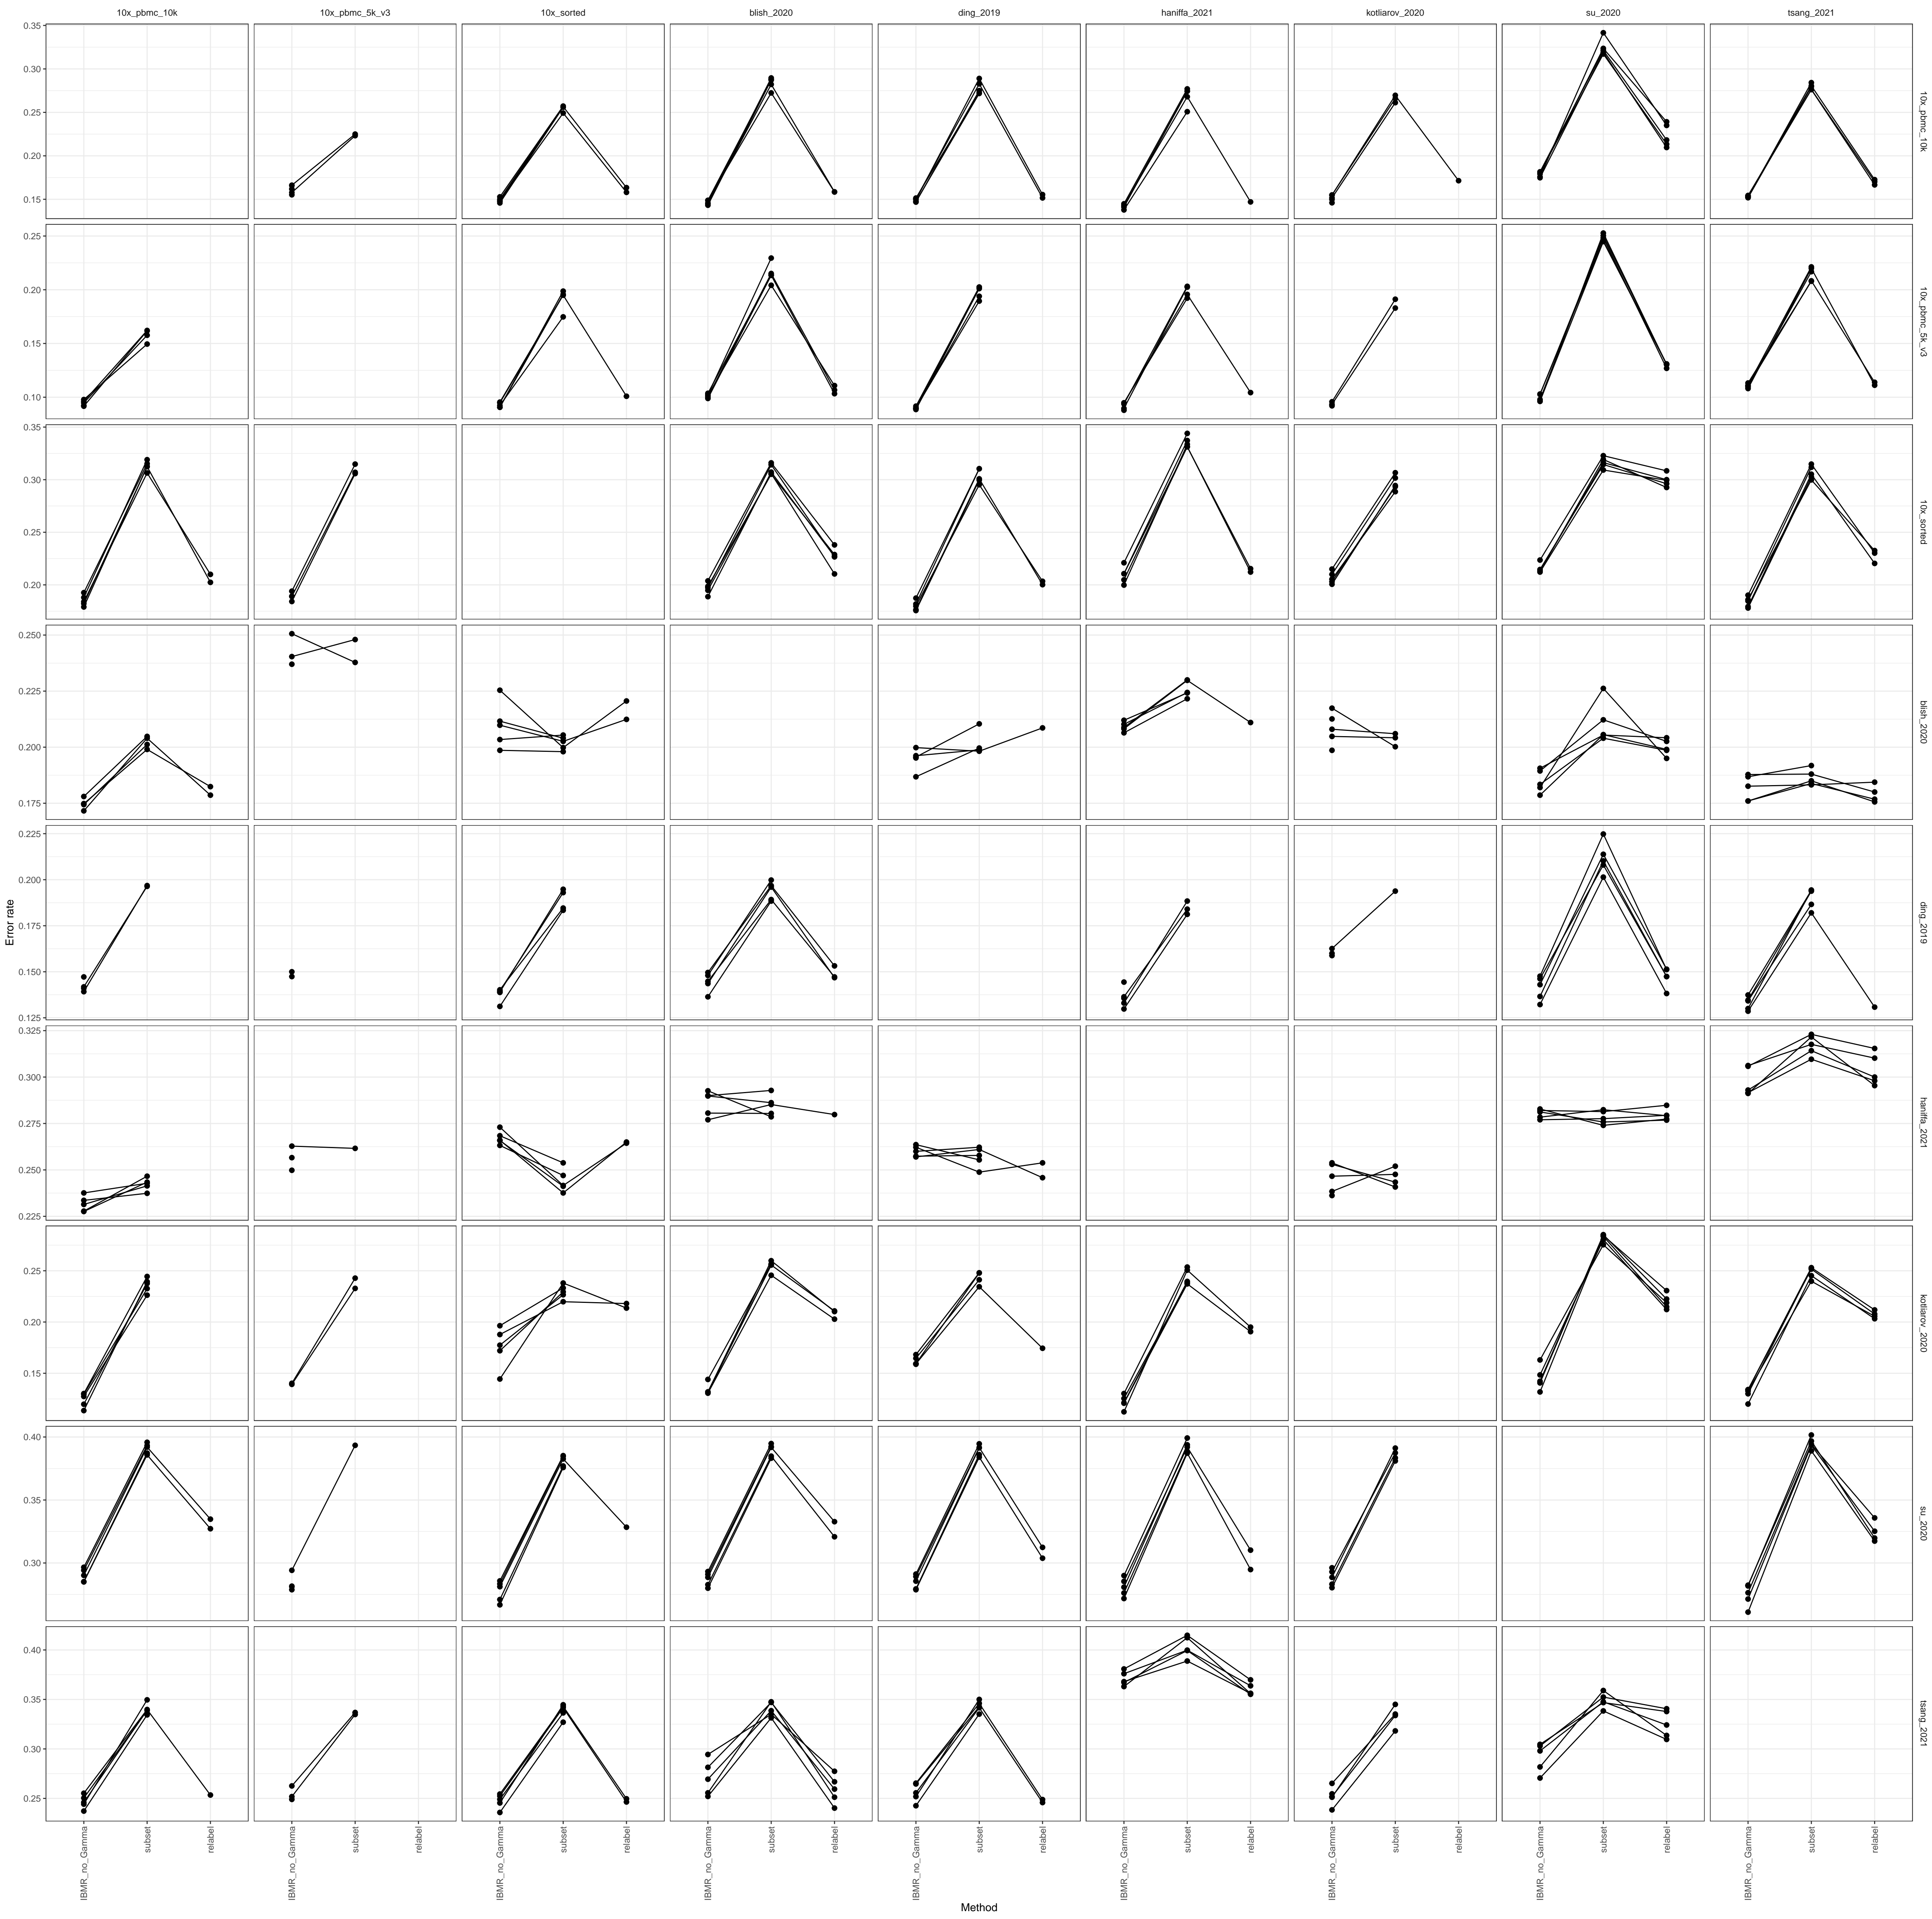 10x_pbmc_10k 10x_pbmc_5k_v3 10x_sorted blish_2020 ding_2019 haniffa_2021 kotliarov_2020 su_2020 tsang_2021
0.35
0.30
0.25
0.20
0.15
10x_pbmc_10k
0.25
0.20
0.15
0.10
10x_pbmc_5k_v3
0.35
0.30
0.25
0.20
10x_sorted
0.250
0.225
0.200
0.175
blish_2020
0.225
0.200
0.175
0.150
0.125
ding_2019
Error rate
0.325
0.300
0.275
0.250
0.225
haniffa_2021
0.25
0.20
0.15
kotliarov_2020
0.40
0.35
0.30
su_2020
0.40
0.35
0.30
0.25
tsang_2021
IBMR_no_Gamma subset relabel IBMR_no_Gamma subset relabel IBMR_no_Gamma subset relabel IBMR_no_Gamma subset relabel IBMR_no_Gamma subset relabel IBMR_no_Gamma subset relabel IBMR_no_Gamma subset relabel IBMR_no_Gamma subset relabel IBMR_no_Gamma subset relabel
Method